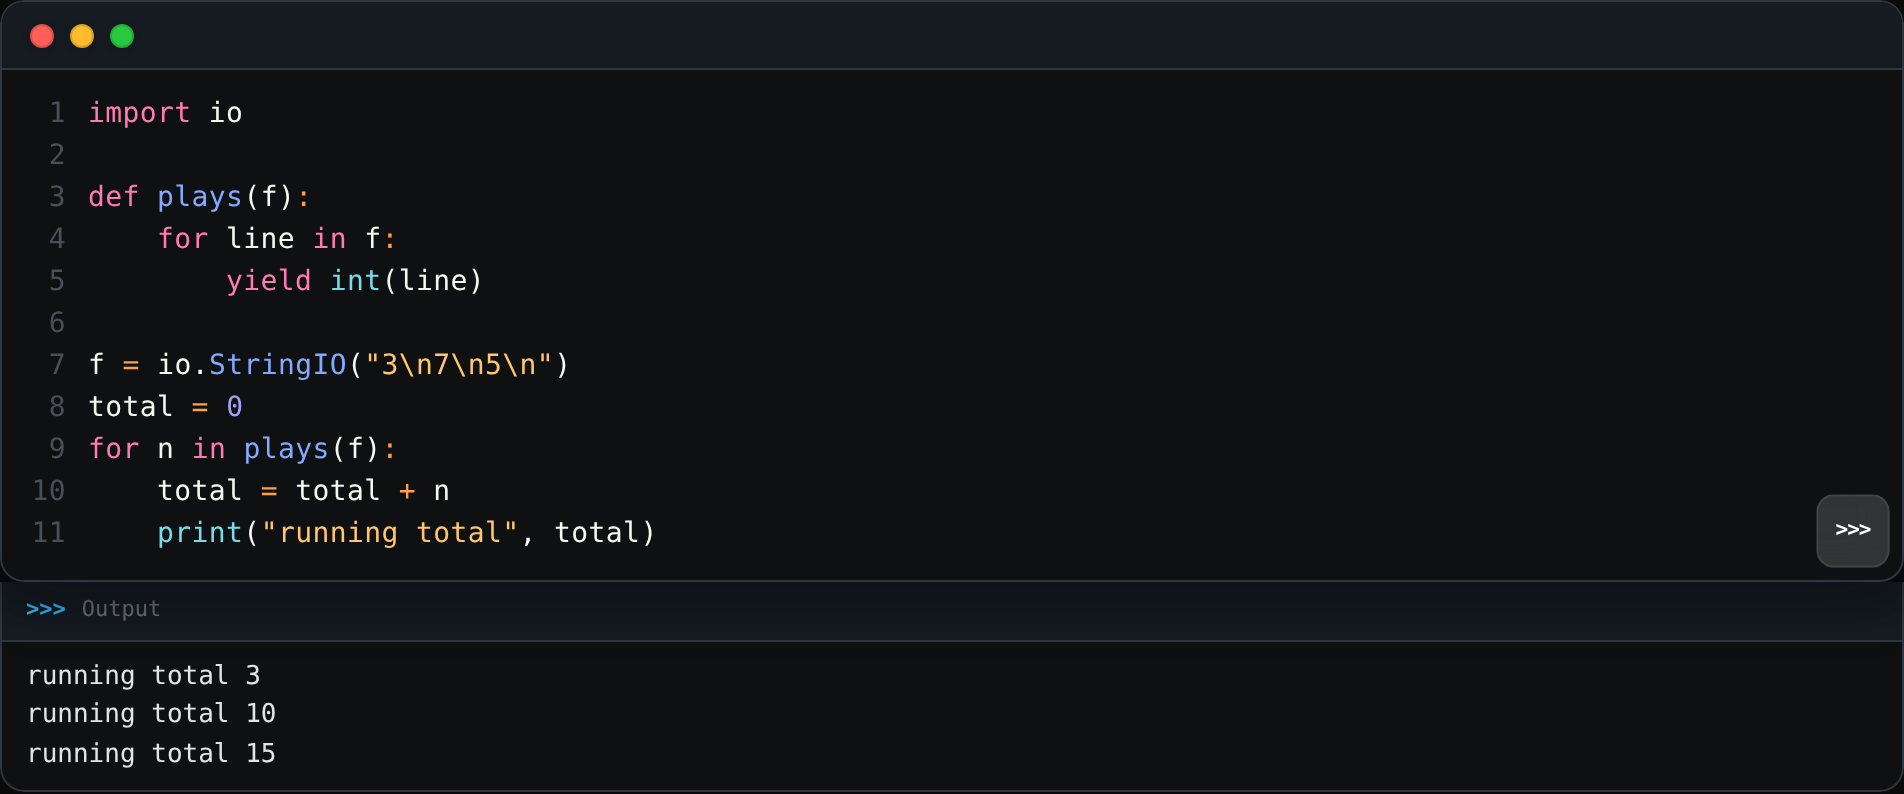 1 import io
2
3 def plays(f):
4     for line in f:
5         yield int(line)
6
7 f = io.StringIO("3\n7\n5\n")
8 total = 0
9 for n in plays(f):
10     total = total + n
11     print("running total", total)
>>>
>>> Output
running total 3
running total 10
running total 15